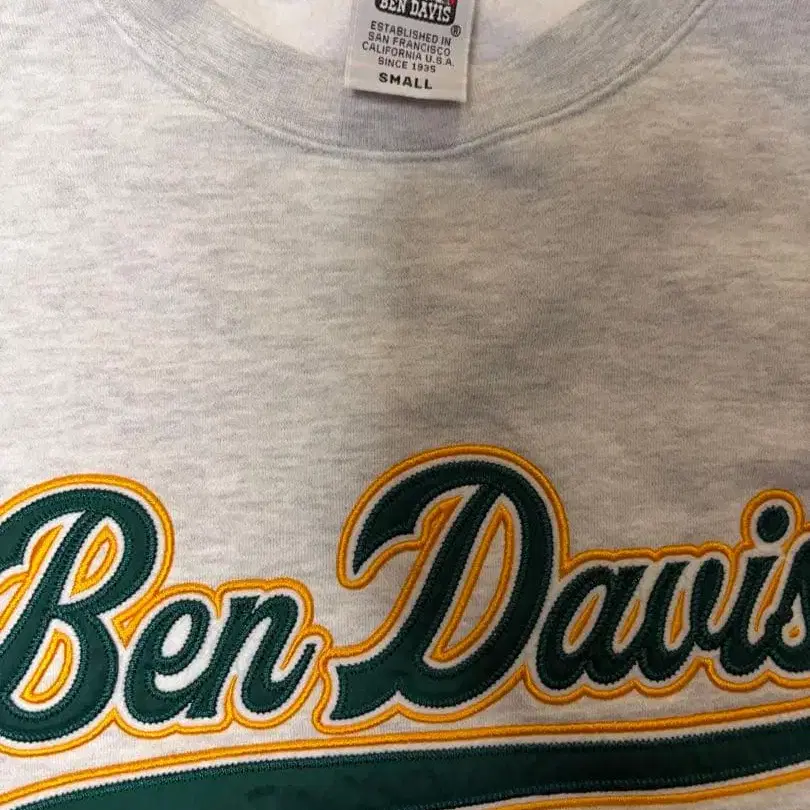 BEN DAVIS
®
ESTABLISHED IN
SAN FRANCISCO
CALIFORNIA U.S.A.
SINCE 1935
SMALL
Ben Davis